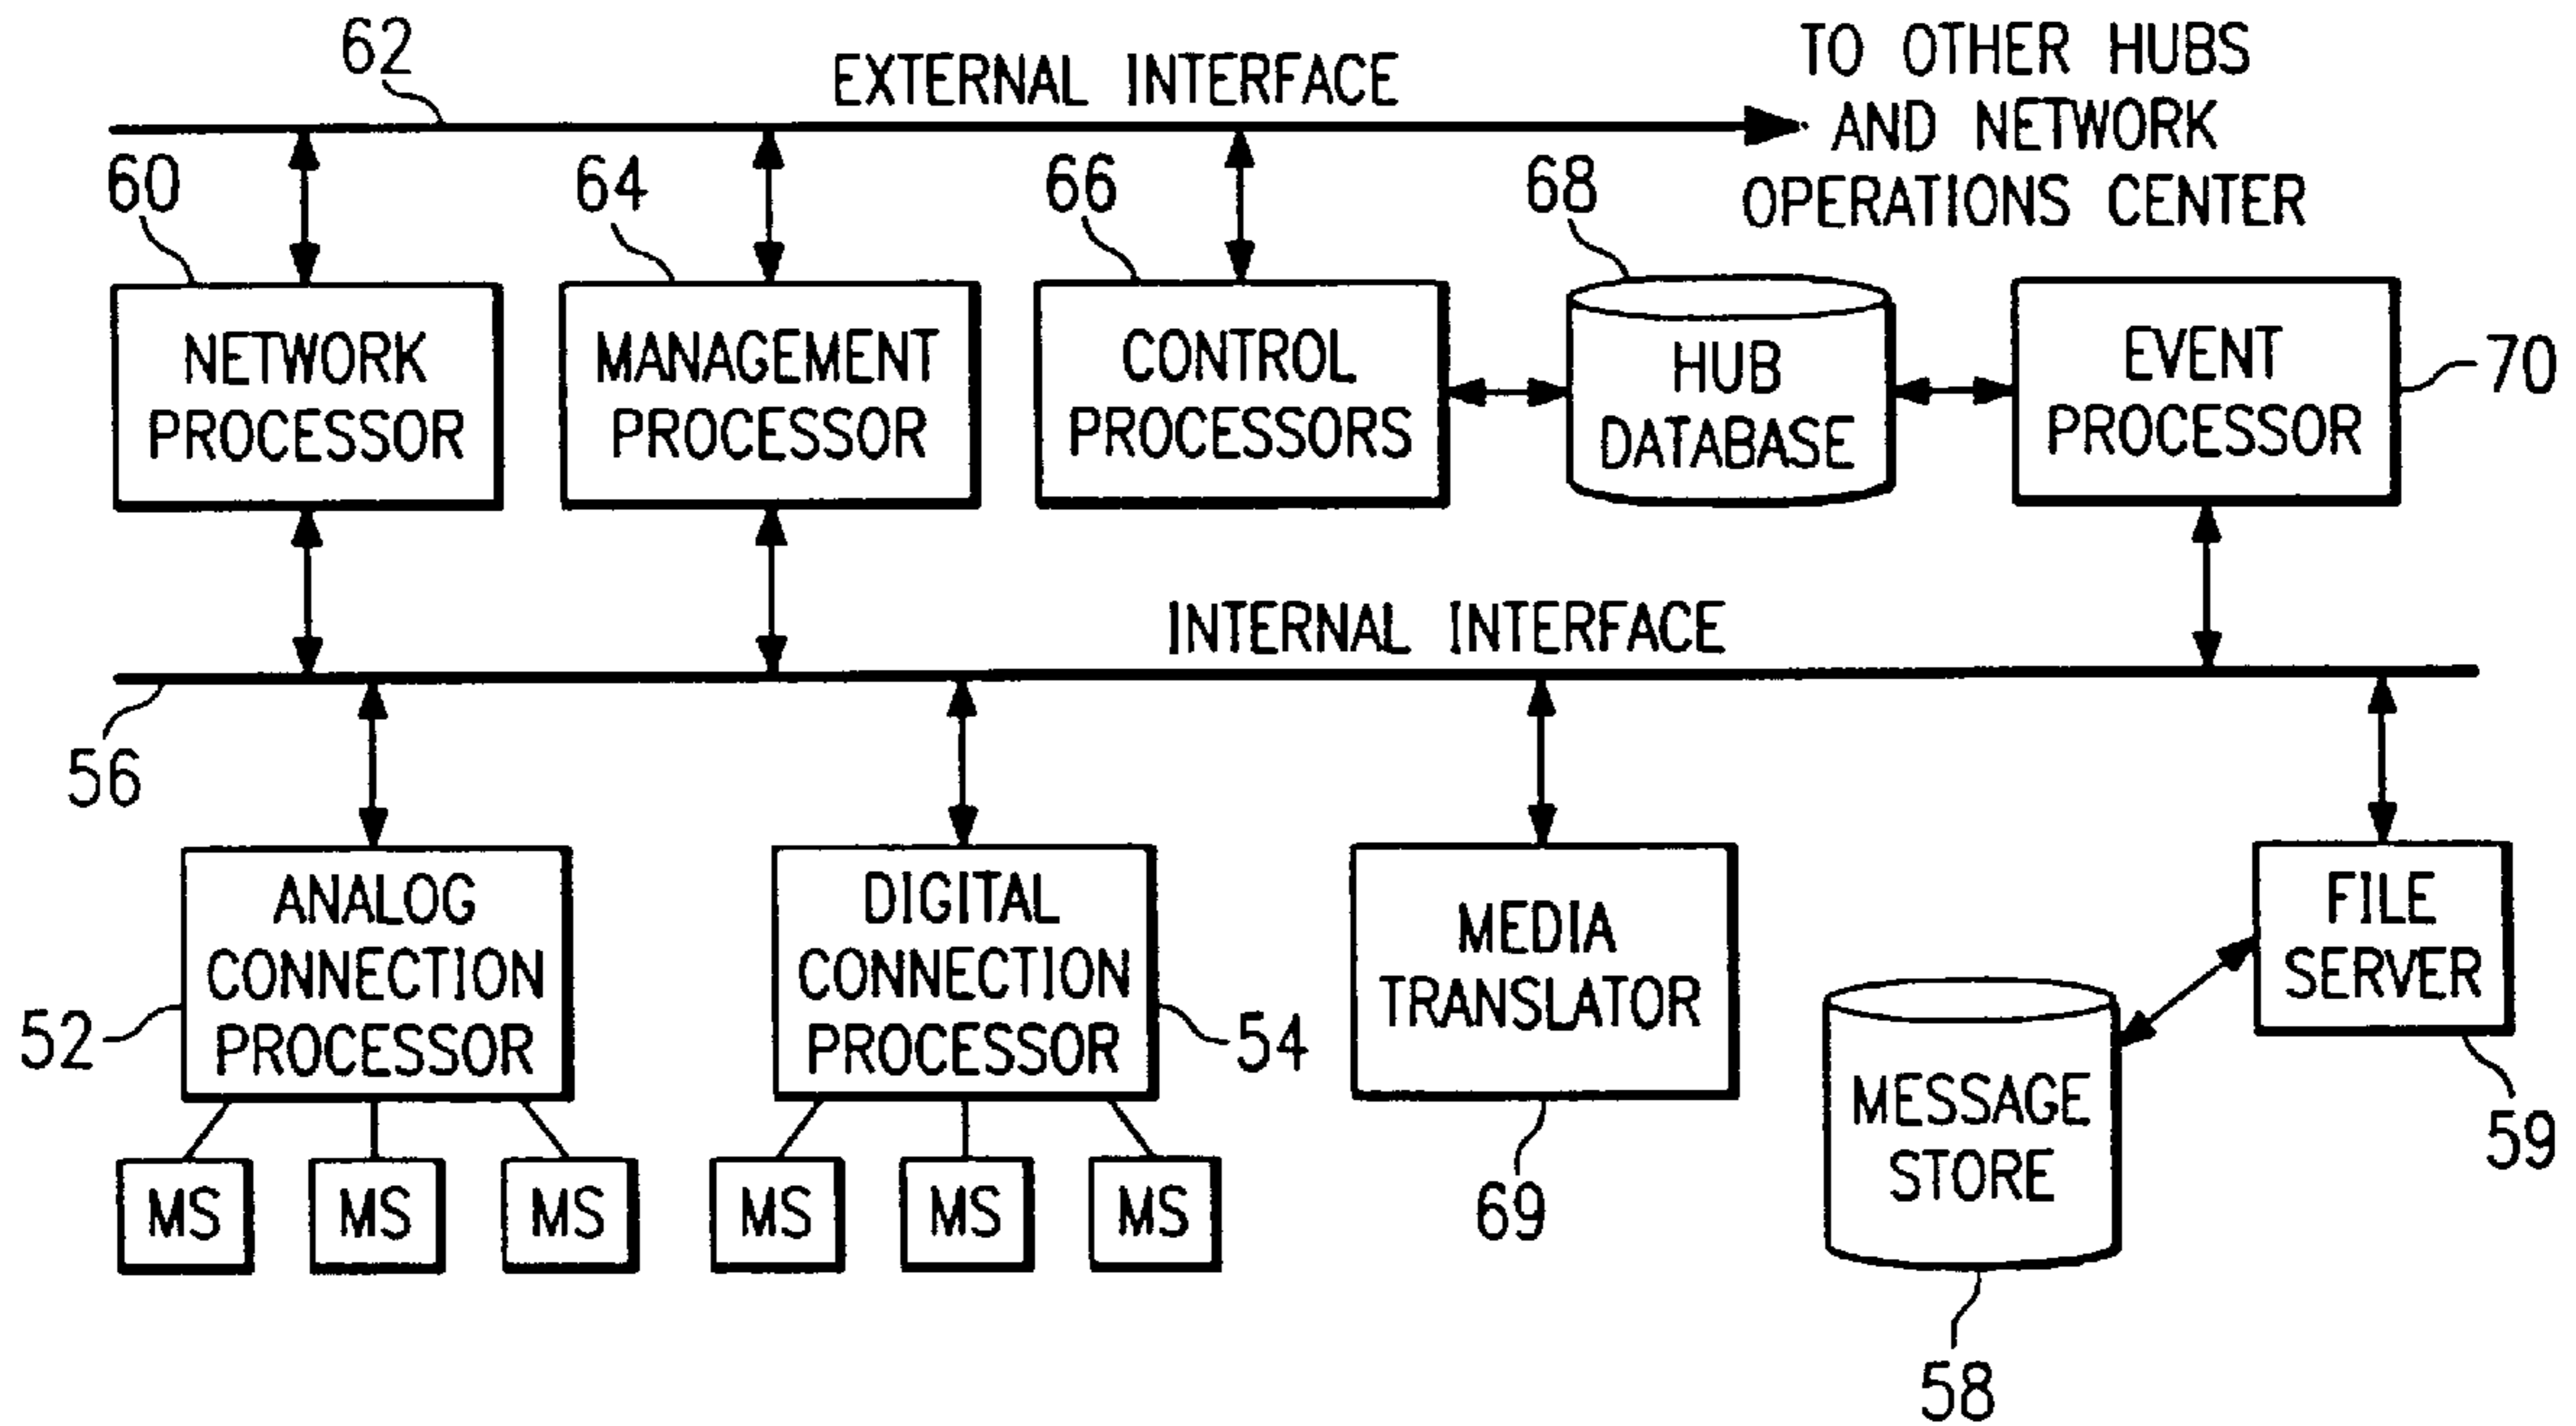 62
EXTERNAL INTERFACE
TO OTHER HUBS
AND NETWORK
OPERATIONS CENTER
60
64
66
68
NETWORK
PROCESSOR
MANAGEMENT
PROCESSOR
CONTROL
PROCESSORS
HUB
DATABASE
EVENT
PROCESSOR
70
INTERNAL INTERFACE
56
ANALOG
CONNECTION
PROCESSOR
52
DIGITAL
CONNECTION
PROCESSOR
54
MEDIA
TRANSLATOR
69
FILE
SERVER
59
MESSAGE
STORE
58
MS
MS
MS
MS
MS
MS